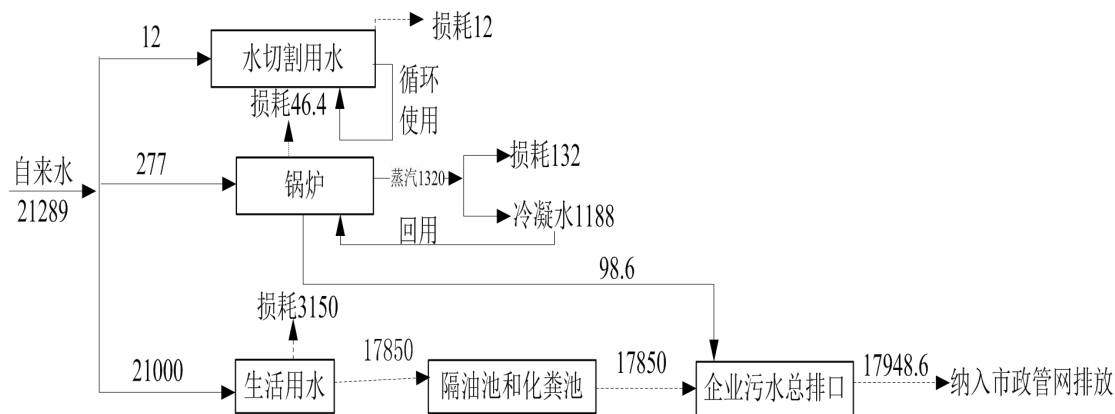 损耗12
12
水切割用水
循环
使用
损耗46.4
自来水
21289
277
锅炉
蒸汽1320
损耗132
冷凝水1188
回用
98.6
损耗3150
21000
生活用水
17850
隔油池和化粪池
17850
企业污水总排口
17948.6
纳入市政管网排放